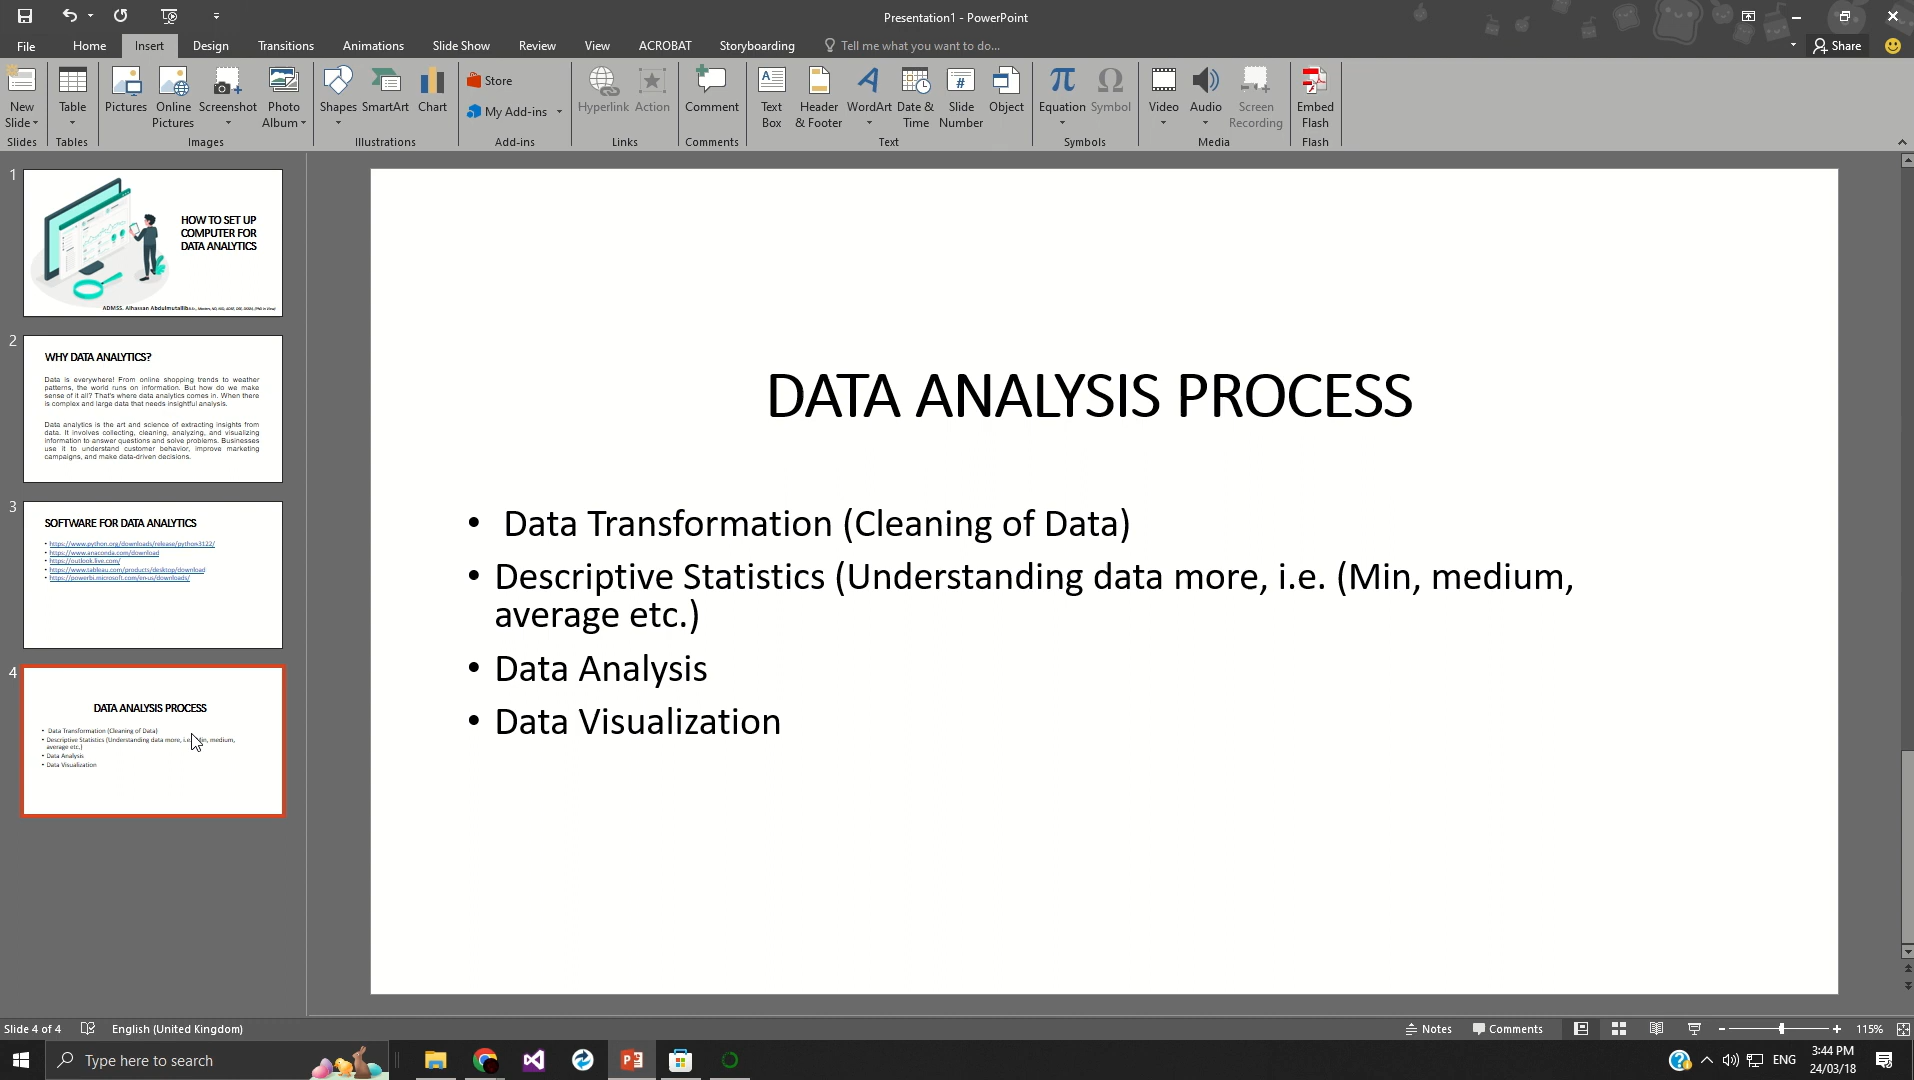 Presentation1 - PowerPoint
File Home Insert Design Transitions Animations Slide Show Review View ACROBAT Storyboarding Tell me what you want to do... Share
New Slide Table Pictures Online Pictures Screenshot Photo Album Shapes SmartArt Chart Store My Add-ins Hyperlink Action Comment Text Box Header & Footer WordArt Date & Time Slide Number Object Equation Symbol Video Audio Screen Recording Embed Flash
Slides Tables Images Illustrations Add-ins Links Comments Text Symbols Media Flash
1
HOW TO SET UP
COMPUTER FOR
DATA ANALYTICS
ADMSS. Alhassan Abdulmutallib
2
WHY DATA ANALYTICS?
Data is everywhere! From online shopping trends to weather
patterns, the world runs on information. But how do we make
sense of it all? That's where data analytics comes in. When there
is complex and large data that needs insightful analysis.
Data analytics is the art and science of extracting insights from
data. It involves collecting, cleaning, analyzing, and visualizing
information to answer questions and solve problems. Businesses
use it to understand customer behavior, improve marketing
campaigns, and make data-driven decisions.
3
SOFTWARE FOR DATA ANALYTICS
• https://www.python.org/downloads/release/python3122/
• https://www.anaconda.com/download
• https://outlook.live.com/
• https://www.tableau.com/products/desktop/download
• https://powerbi.microsoft.com/en-us/downloads/
4
DATA ANALYSIS PROCESS
• Data Transformation (Cleaning of Data)
• Descriptive Statistics (Understanding data more, i.e. Min, medium,
average etc.)
• Data Analysis
• Data Visualization
DATA ANALYSIS PROCESS
• Data Transformation (Cleaning of Data)
• Descriptive Statistics (Understanding data more, i.e. (Min, medium,
average etc.)
• Data Analysis
• Data Visualization
Slide 4 of 4 English (United Kingdom) Notes Comments 115%
Type here to search ENG 3:44 PM
24/03/18